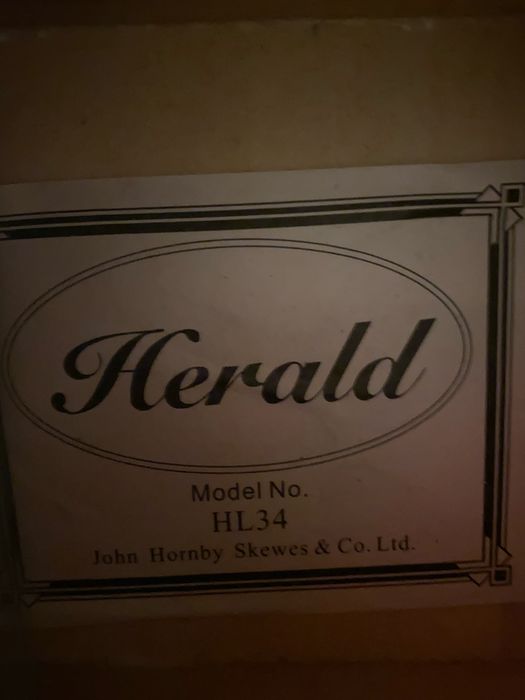 Herald
Model No.
HL34
John Hornby Skewes & Co. Ltd.